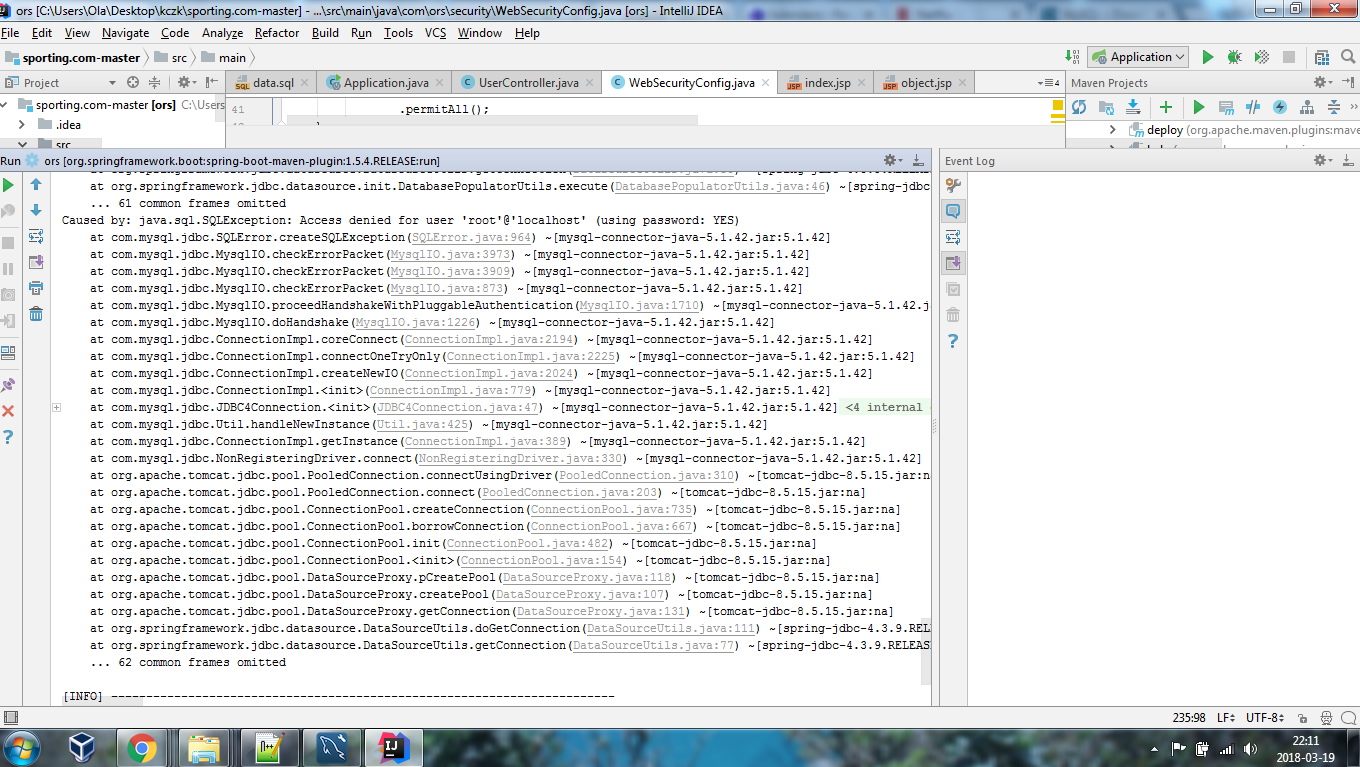 ors [C:\Users\Ola\Desktop\kczk\sporting.com-master] - ...\src\main\java\com\ors\security\WebSecurityConfig.java [ors] - IntelliJ IDEA
File Edit View Navigate Code Analyze Refactor Build Run Tools VCS Window Help
sporting.com-master src main Application
Project data.sql Application.java UserController.java WebSecurityConfig.java index.jsp object.jsp Maven Projects
sporting.com-master [ors] C:\Users
41 .permitAll();
.idea
deploy (org.apache.maven.plugins:mave
src
Run ors [org.springframework.boot:spring-boot-maven-plugin:1.5.4.RELEASE:run] Event Log
at org.springframework.jdbc.datasource.init.DatabasePopulatorUtils.execute(DatabasePopulatorUtils.java:46) ~[spring-jdbc
... 61 common frames omitted
Caused by: java.sql.SQLException: Access denied for user 'root'@'localhost' (using password: YES)
at com.mysql.jdbc.SQLError.createSQLException(SQLError.java:964) ~[mysql-connector-java-5.1.42.jar:5.1.42]
at com.mysql.jdbc.MysqlIO.checkErrorPacket(MysqlIO.java:3973) ~[mysql-connector-java-5.1.42.jar:5.1.42]
at com.mysql.jdbc.MysqlIO.checkErrorPacket(MysqlIO.java:3909) ~[mysql-connector-java-5.1.42.jar:5.1.42]
at com.mysql.jdbc.MysqlIO.checkErrorPacket(MysqlIO.java:873) ~[mysql-connector-java-5.1.42.jar:5.1.42]
at com.mysql.jdbc.MysqlIO.proceedHandshakeWithPluggableAuthentication(MysqlIO.java:1710) ~[mysql-connector-java-5.1.42.j
at com.mysql.jdbc.MysqlIO.doHandshake(MysqlIO.java:1226) ~[mysql-connector-java-5.1.42.jar:5.1.42]
at com.mysql.jdbc.ConnectionImpl.coreConnect(ConnectionImpl.java:2194) ~[mysql-connector-java-5.1.42.jar:5.1.42]
at com.mysql.jdbc.ConnectionImpl.connectOneTryOnly(ConnectionImpl.java:2225) ~[mysql-connector-java-5.1.42.jar:5.1.42]
at com.mysql.jdbc.ConnectionImpl.createNewIO(ConnectionImpl.java:2024) ~[mysql-connector-java-5.1.42.jar:5.1.42]
at com.mysql.jdbc.ConnectionImpl.<init>(ConnectionImpl.java:779) ~[mysql-connector-java-5.1.42.jar:5.1.42]
at com.mysql.jdbc.JDBC4Connection.<init>(JDBC4Connection.java:47) ~[mysql-connector-java-5.1.42.jar:5.1.42] <4 internal
at com.mysql.jdbc.Util.handleNewInstance(Util.java:425) ~[mysql-connector-java-5.1.42.jar:5.1.42]
at com.mysql.jdbc.ConnectionImpl.getInstance(ConnectionImpl.java:389) ~[mysql-connector-java-5.1.42.jar:5.1.42]
at com.mysql.jdbc.NonRegisteringDriver.connect(NonRegisteringDriver.java:330) ~[mysql-connector-java-5.1.42.jar:5.1.42]
at org.apache.tomcat.jdbc.pool.PooledConnection.connectUsingDriver(PooledConnection.java:310) ~[tomcat-jdbc-8.5.15.jar:n
at org.apache.tomcat.jdbc.pool.PooledConnection.connect(PooledConnection.java:203) ~[tomcat-jdbc-8.5.15.jar:na]
at org.apache.tomcat.jdbc.pool.ConnectionPool.createConnection(ConnectionPool.java:735) ~[tomcat-jdbc-8.5.15.jar:na]
at org.apache.tomcat.jdbc.pool.ConnectionPool.borrowConnection(ConnectionPool.java:667) ~[tomcat-jdbc-8.5.15.jar:na]
at org.apache.tomcat.jdbc.pool.ConnectionPool.init(ConnectionPool.java:482) ~[tomcat-jdbc-8.5.15.jar:na]
at org.apache.tomcat.jdbc.pool.ConnectionPool.<init>(ConnectionPool.java:154) ~[tomcat-jdbc-8.5.15.jar:na]
at org.apache.tomcat.jdbc.pool.DataSourceProxy.pCreatePool(DataSourceProxy.java:118) ~[tomcat-jdbc-8.5.15.jar:na]
at org.apache.tomcat.jdbc.pool.DataSourceProxy.createPool(DataSourceProxy.java:107) ~[tomcat-jdbc-8.5.15.jar:na]
at org.apache.tomcat.jdbc.pool.DataSourceProxy.getConnection(DataSourceProxy.java:131) ~[tomcat-jdbc-8.5.15.jar:na]
at org.springframework.jdbc.datasource.DataSourceUtils.doGetConnection(DataSourceUtils.java:111) ~[spring-jdbc-4.3.9.REL
at org.springframework.jdbc.datasource.DataSourceUtils.getConnection(DataSourceUtils.java:77) ~[spring-jdbc-4.3.9.RELEAS
... 62 common frames omitted
[INFO] ------------------------------------------------------------------------
235:98 LF UTF-8
22:11
2018-03-19